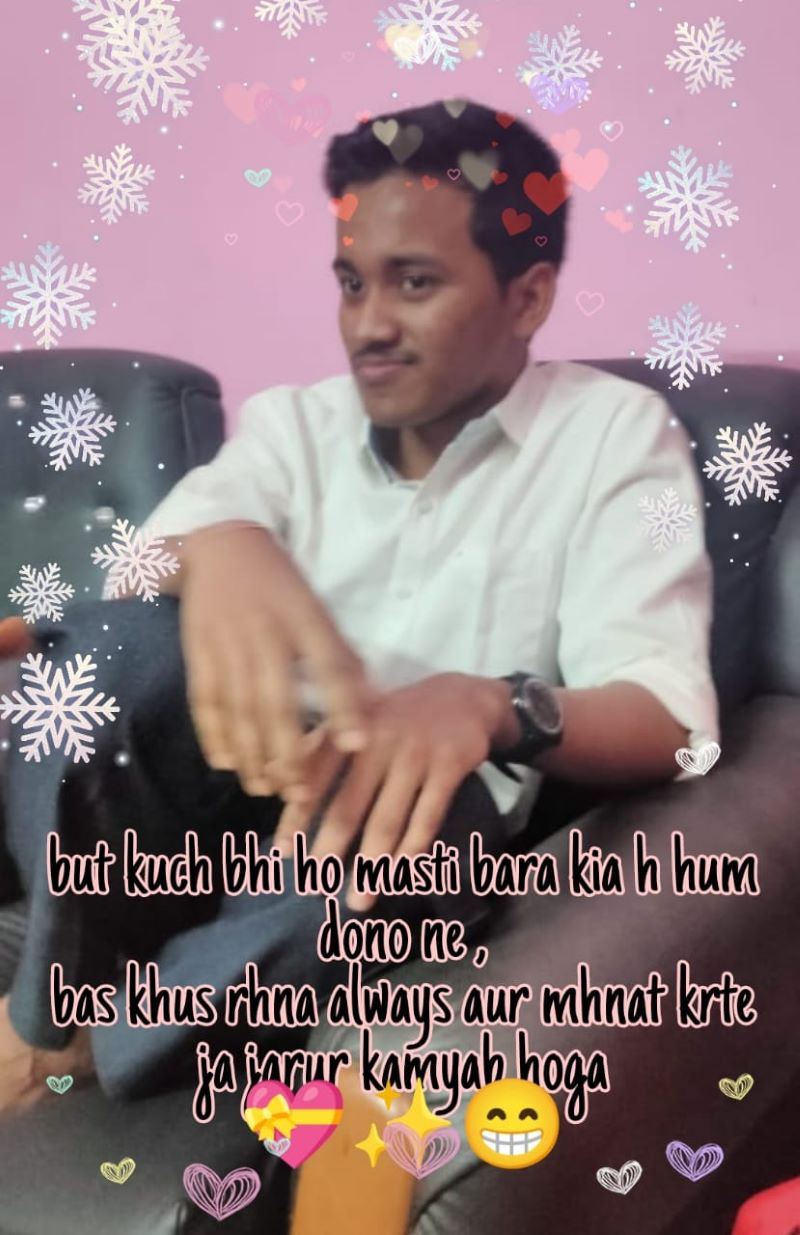 but kuch bhi ho masti bara kia h hum
dono ne ,
bas khus rhna always aur mhnat krte
ja jarur kamyab hoga